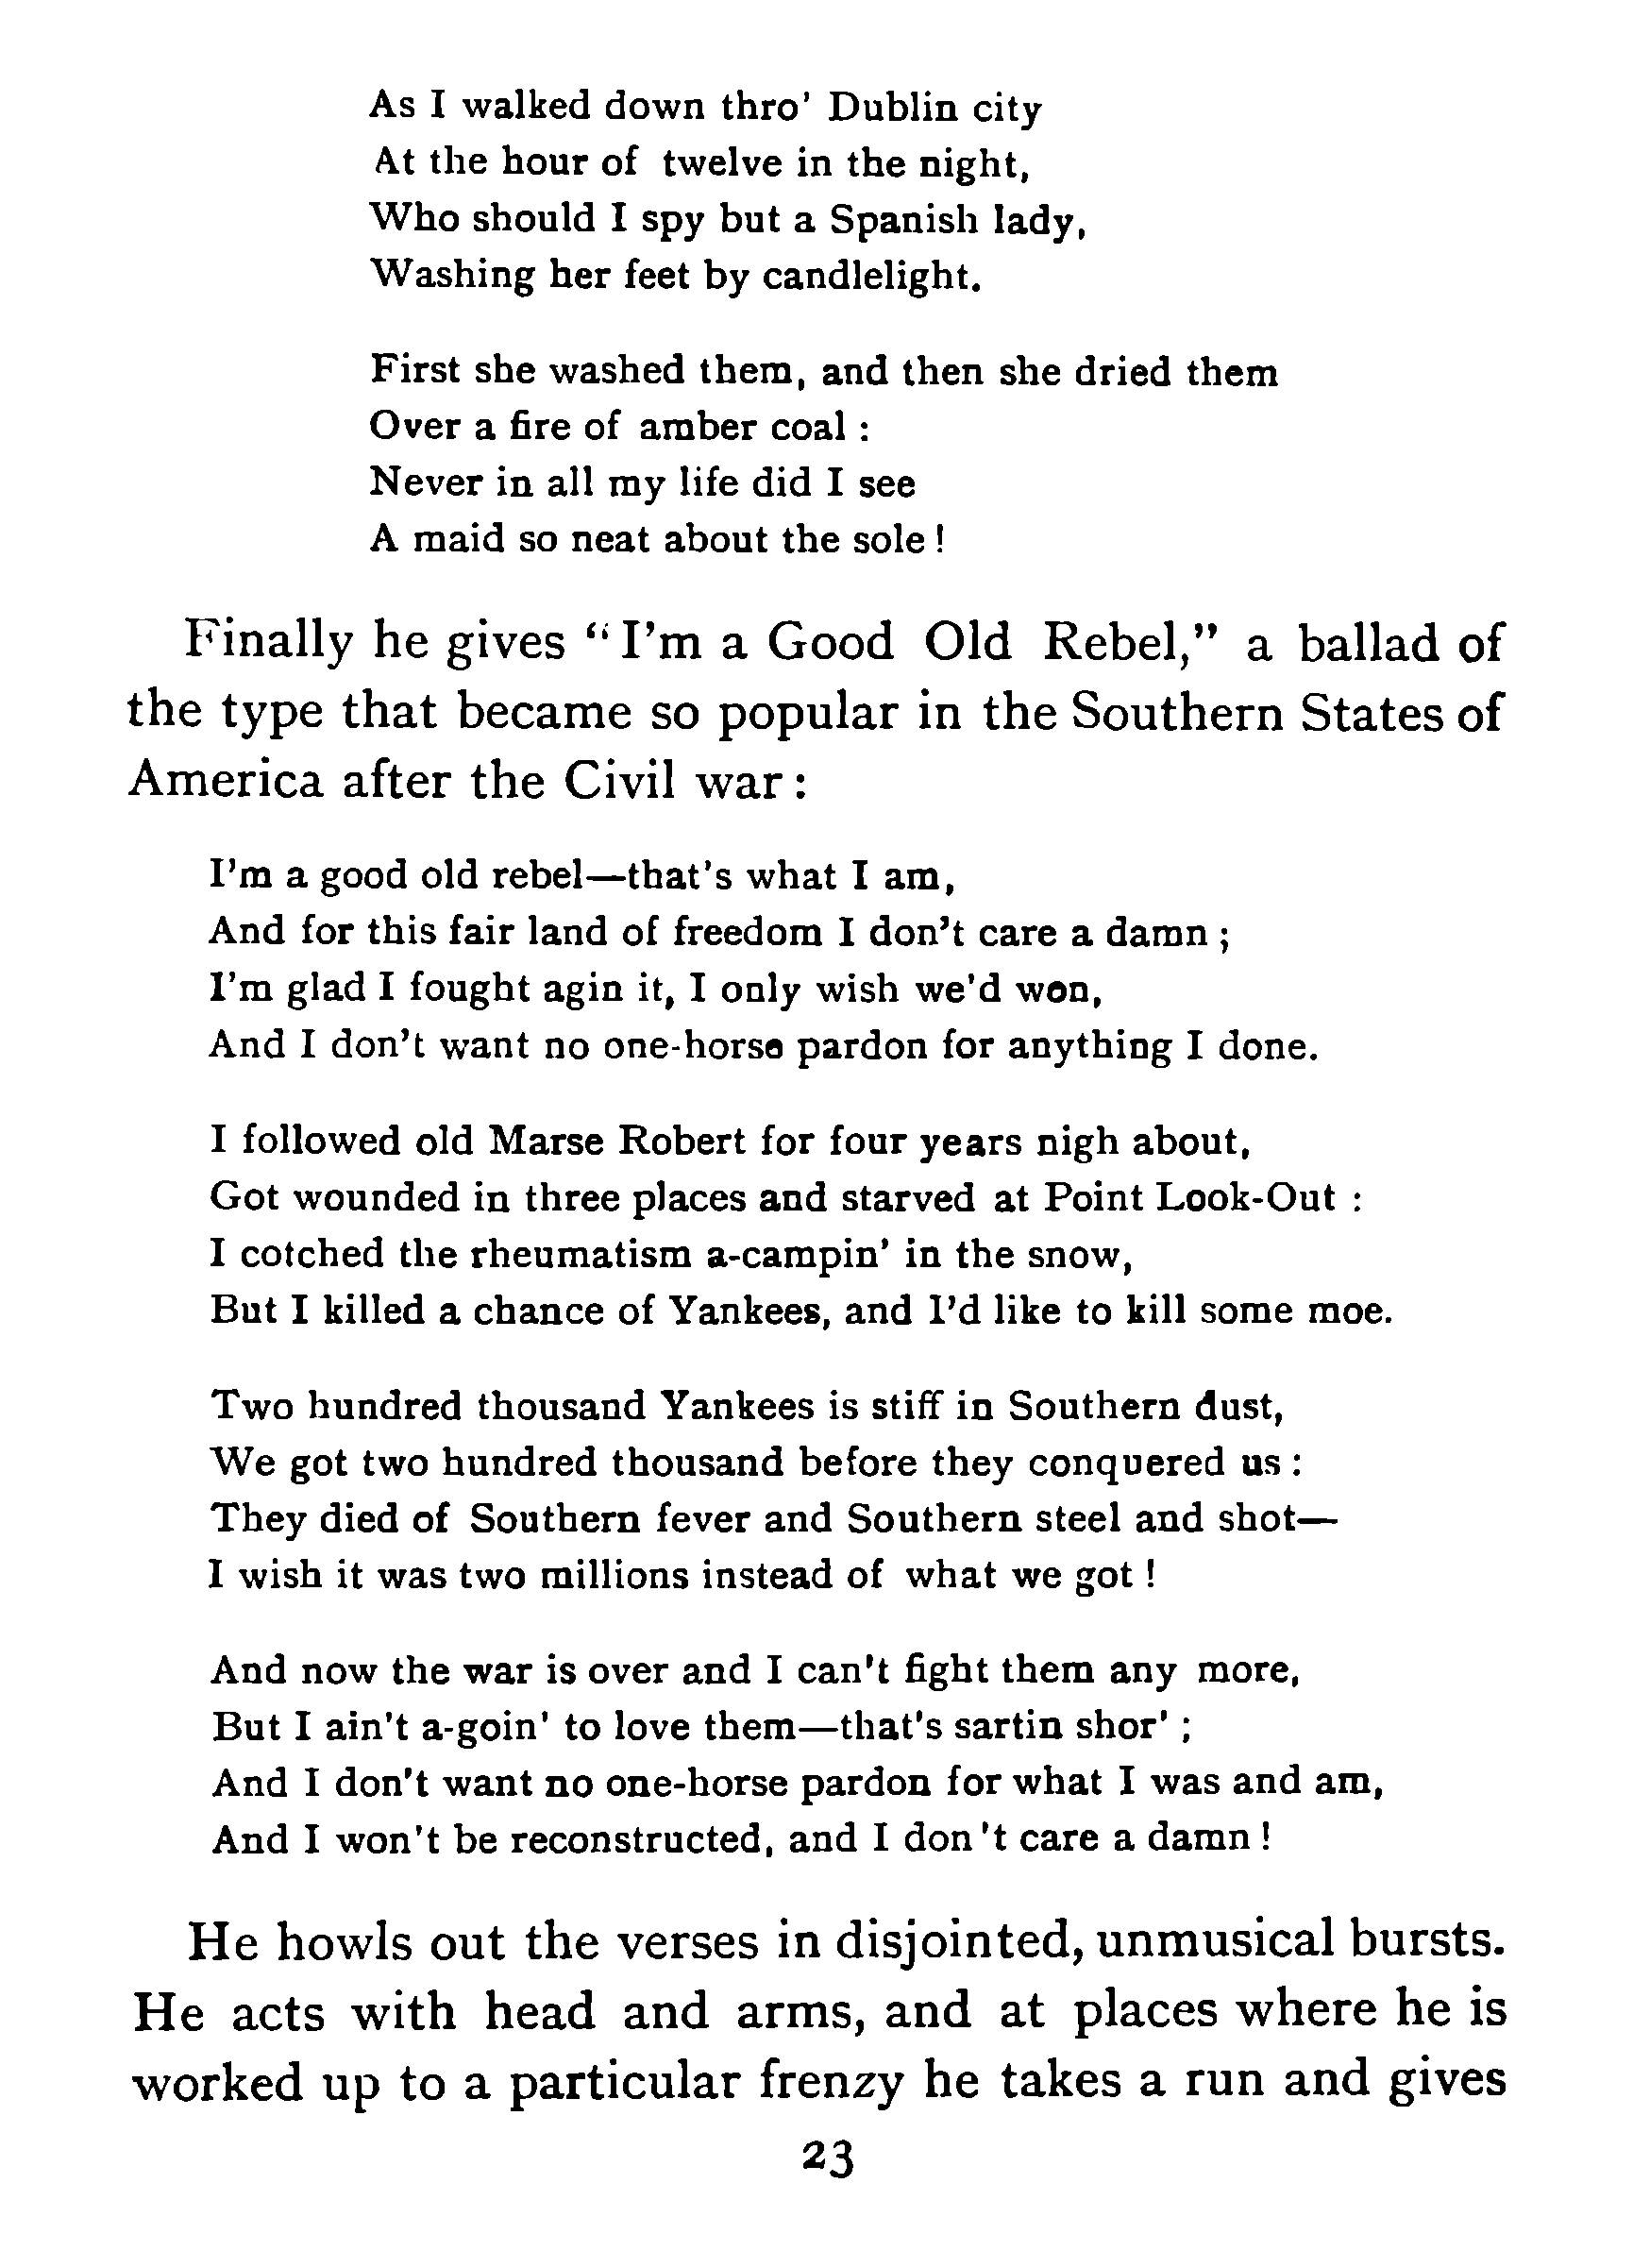 As I walked down thro' Dublin city
At the hour of twelve in the night,
Who should I spy but a Spanish lady,
Washing her feet by candlelight.
First she washed them, and then she dried them
Over a fire of amber coal :
Never in all my life did I see
A maid so neat about the sole !
Finally he gives “I’m a Good Old Rebel,” a ballad of
the type that became so popular in the Southern States of
America after the Civil war :
I’m a good old rebel—that’s what I am,
And for this fair land of freedom I don’t care a damn ;
I’m glad I fought agin it, I only wish we’d won,
And I don’t want no one-horse pardon for anything I done.
I followed old Marse Robert for four years nigh about,
Got wounded in three places and starved at Point Look-Out :
I cotched the rheumatism a-campin’ in the snow,
But I killed a chance of Yankees, and I’d like to kill some moe.
Two hundred thousand Yankees is stiff in Southern dust,
We got two hundred thousand before they conquered us :
They died of Southern fever and Southern steel and shot—
I wish it was two millions instead of what we got !
And now the war is over and I can't fight them any more,
But I ain't a-goin' to love them—that's sartin shor' ;
And I don't want no one-horse pardon for what I was and am,
And I won't be reconstructed, and I don't care a damn !
He howls out the verses in disjointed, unmusical bursts.
He acts with head and arms, and at places where he is
worked up to a particular frenzy he takes a run and gives
23